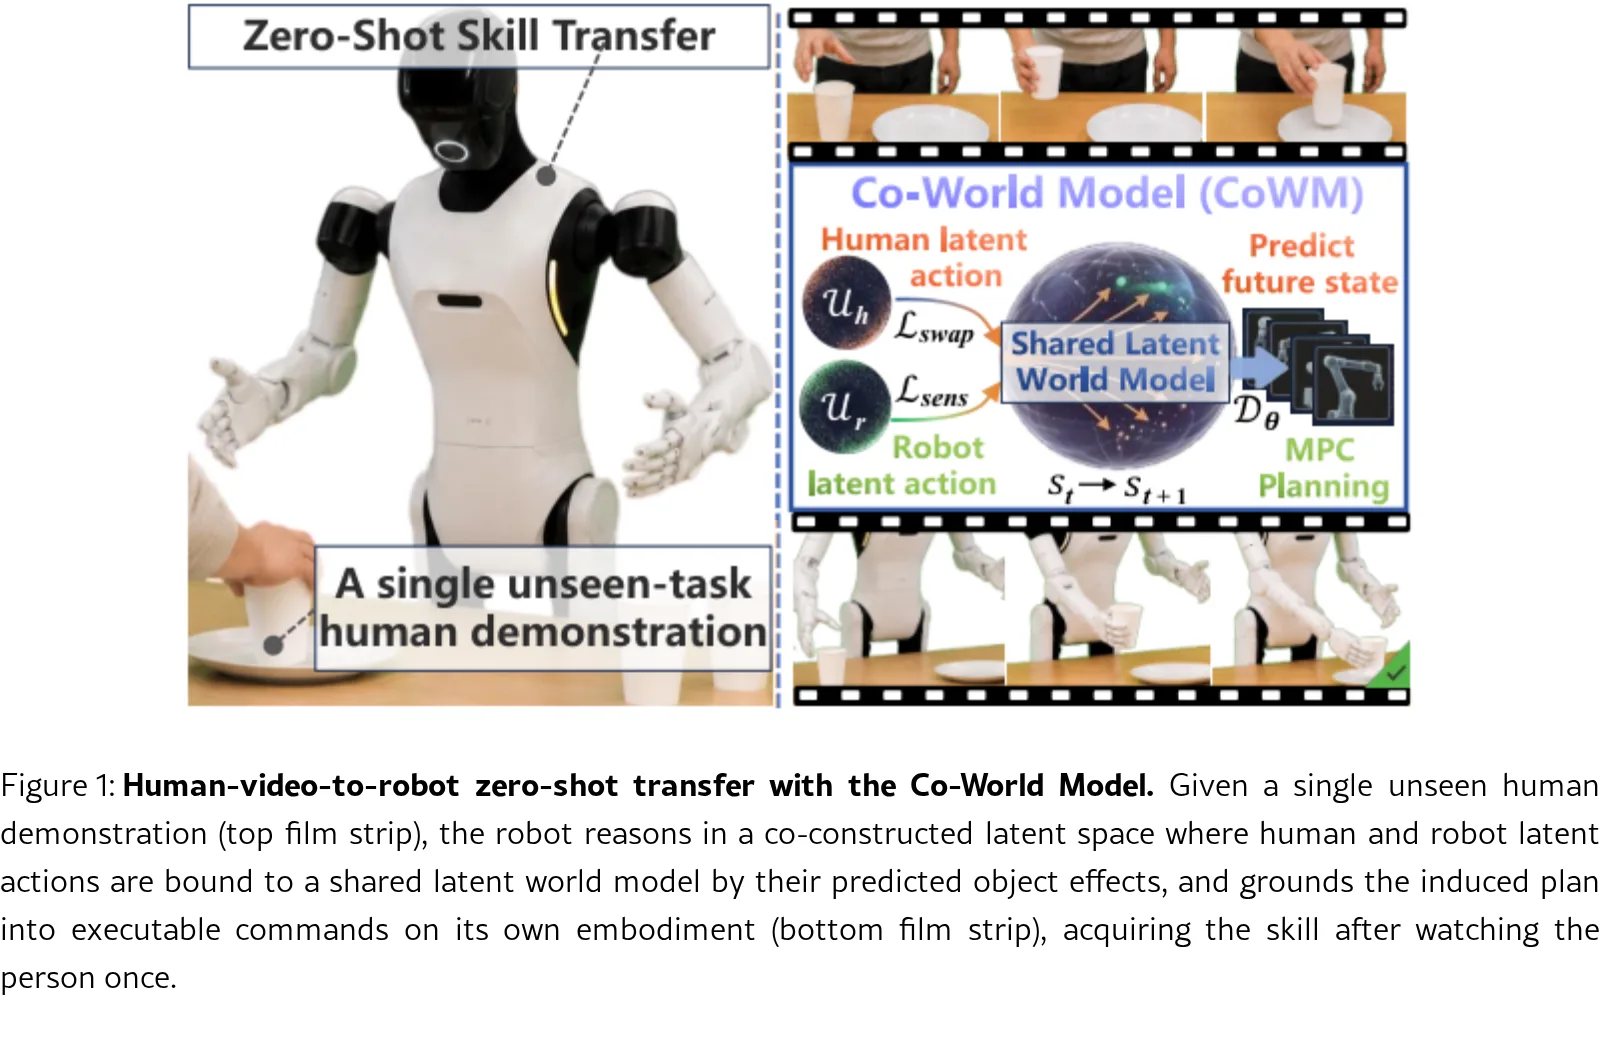 Zero-Shot Skill Transfer
A single unseen-task
human demonstration
Co-World Model (CoWM)
Human latent
action
𝒰h
ℒswap
𝒰r
ℒsens
Robot
latent action
Shared Latent
World Model
St → St+1
Predict
future state
𝒟θ
MPC
Planning
Figure 1: Human-video-to-robot zero-shot transfer with the Co-World Model. Given a single unseen human
demonstration (top film strip), the robot reasons in a co-constructed latent space where human and robot latent
actions are bound to a shared latent world model by their predicted object effects, and grounds the induced plan
into executable commands on its own embodiment (bottom film strip), acquiring the skill after watching the
person once.